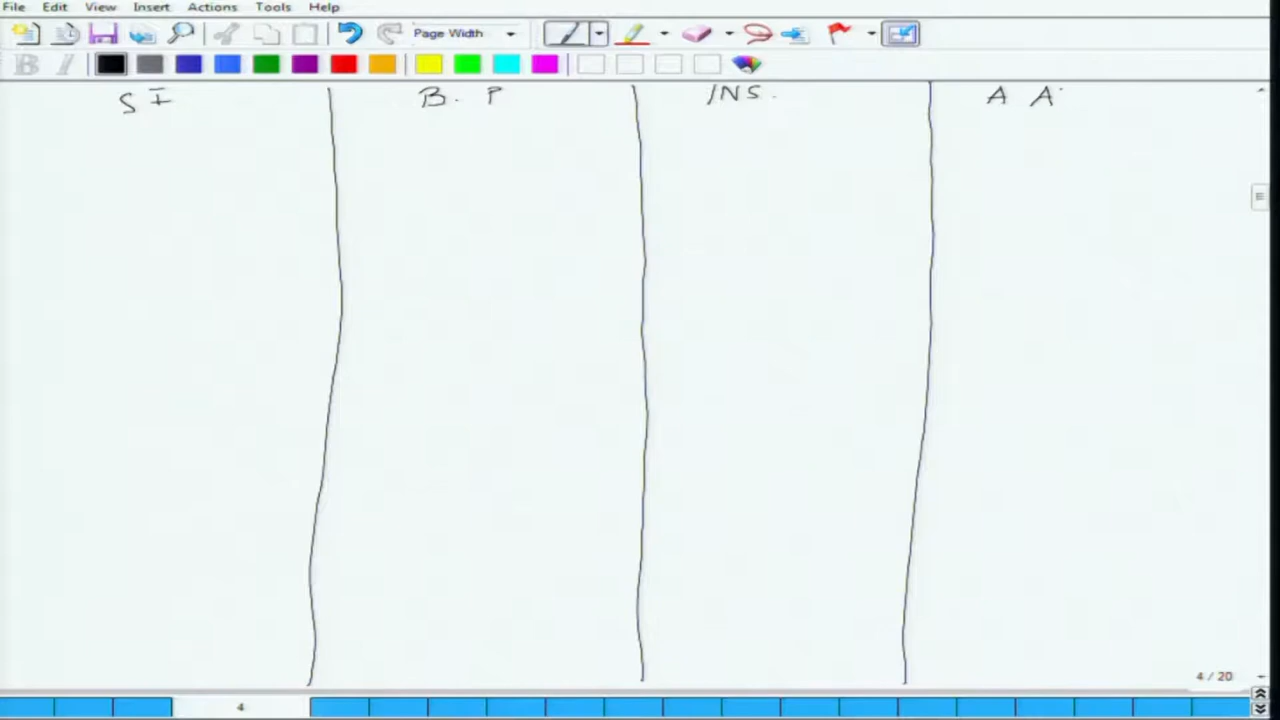 File Edit View Insert Actions Tools Help
Page Width
B I
S I B. P INS. A A
4 / 20
4